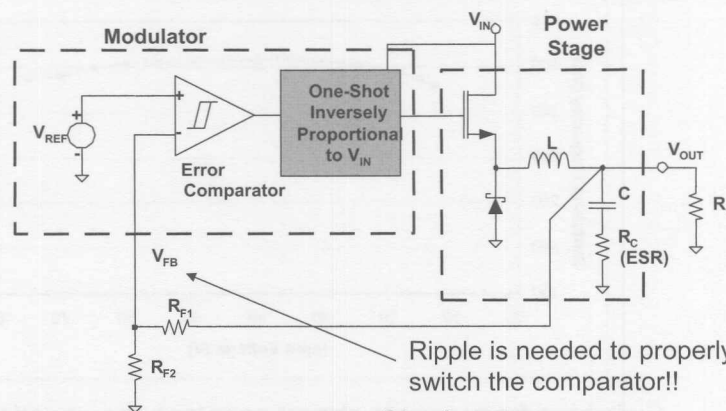 Modulator
V_IN
Power
Stage
One-Shot
Inversely
Proportional
to V_IN
+
-
+
-
V_REF
Error
Comparator
L
V_OUT
C
R
R_C
(ESR)
V_FB
R_F1
R_F2
Ripple is needed to properly
switch the comparator!!